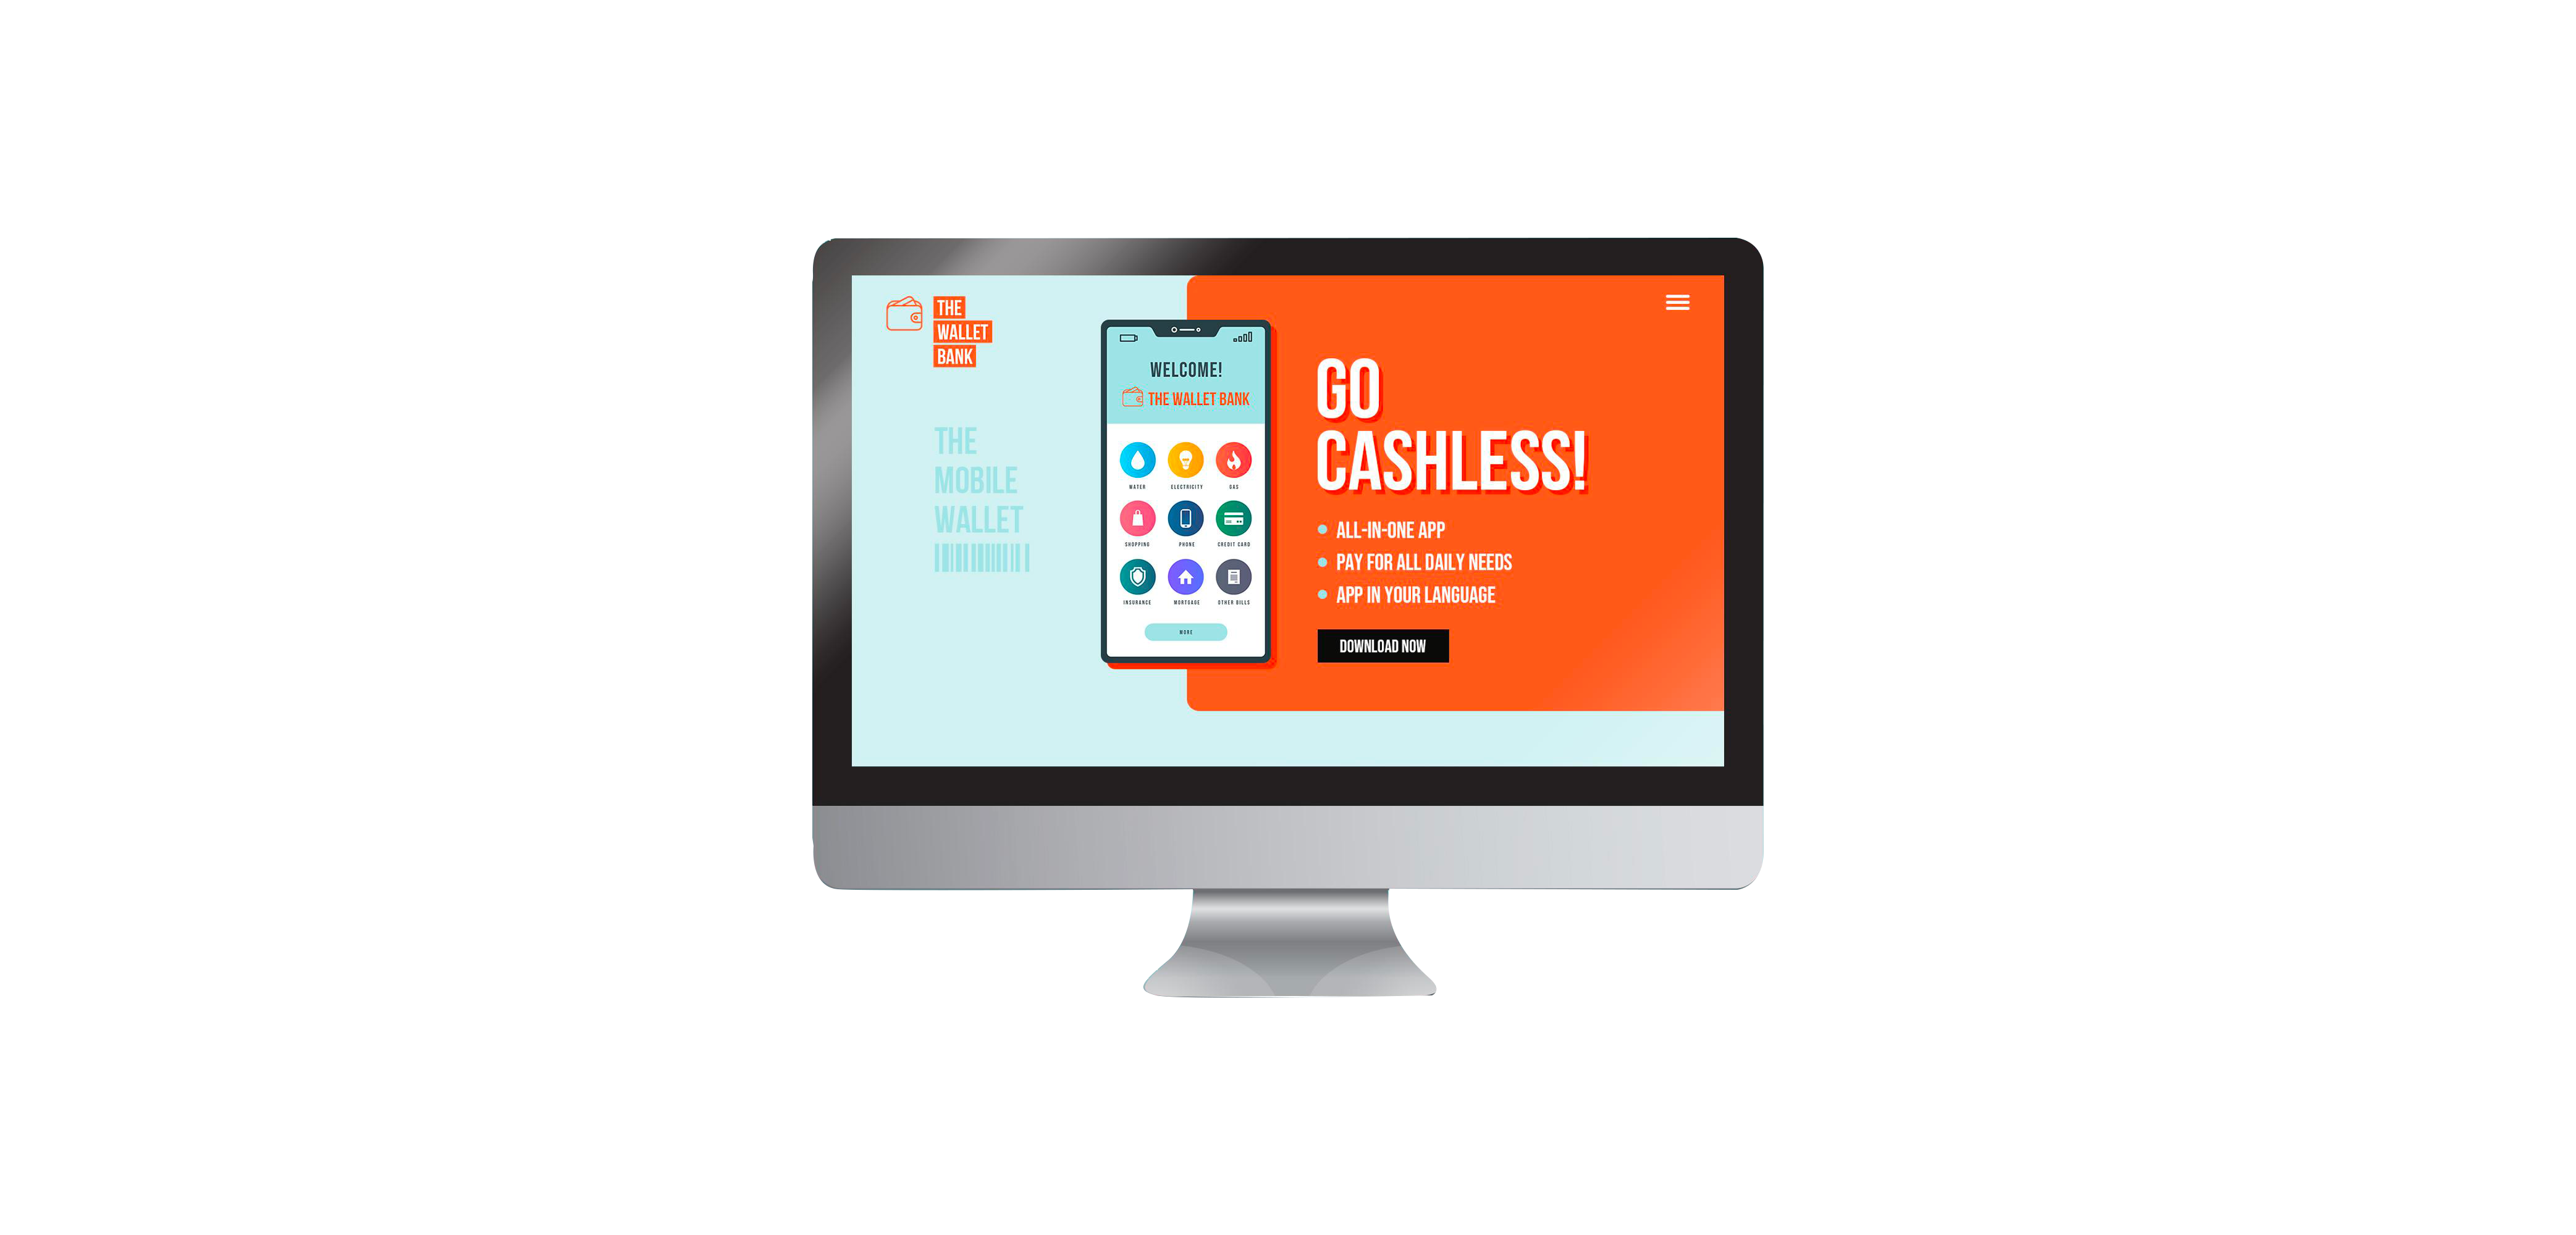 THE
WALLET
BANK
THE
MOBILE
WALLET
WELCOME!
THE WALLET BANK
WATER ELECTRICITY GAS
SHOPPING PHONE CREDIT CARD
INSURANCE MORTGAGE OTHER BILLS
MORE
GO
CASHLESS!
ALL-IN-ONE APP
PAY FOR ALL DAILY NEEDS
APP IN YOUR LANGUAGE
DOWNLOAD NOW